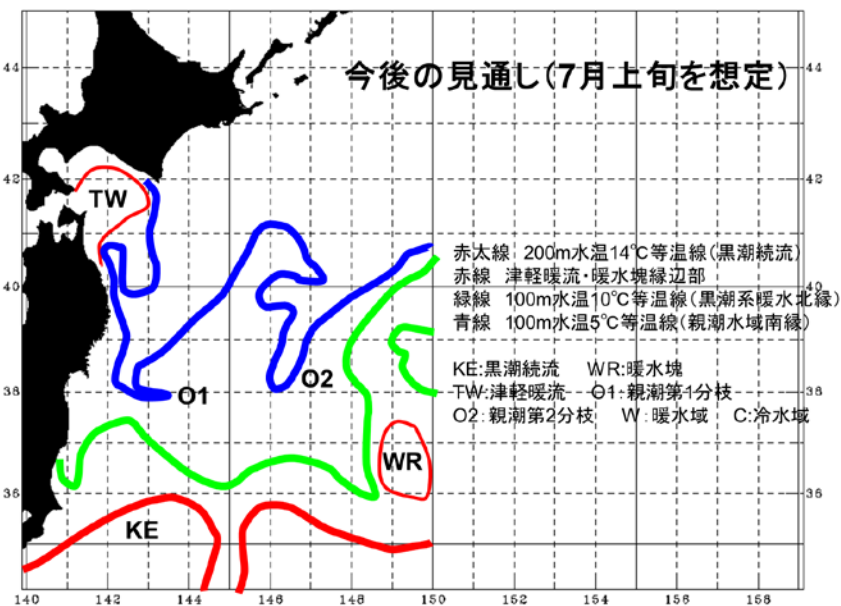 今後の見通し(7月上旬を想定)
44
44
42
TW
42
赤太線 200m水温14℃等温線(黒潮続流)
赤線 津軽暖流・暖水塊縁辺部
40
40
緑線 100m水温10℃等温線(黒潮系暖水北縁)
青線 100m水温5℃等温線(親潮水域南縁)
KE:黒潮続流 WR:暖水塊
TW:津軽暖流 O1:親潮第1分枝
O2:親潮第2分枝 W:暖水域 C:冷水域
38
O1
O2
38
WR
36
36
KE
140 142 144 146 148 150 152 154 156 158